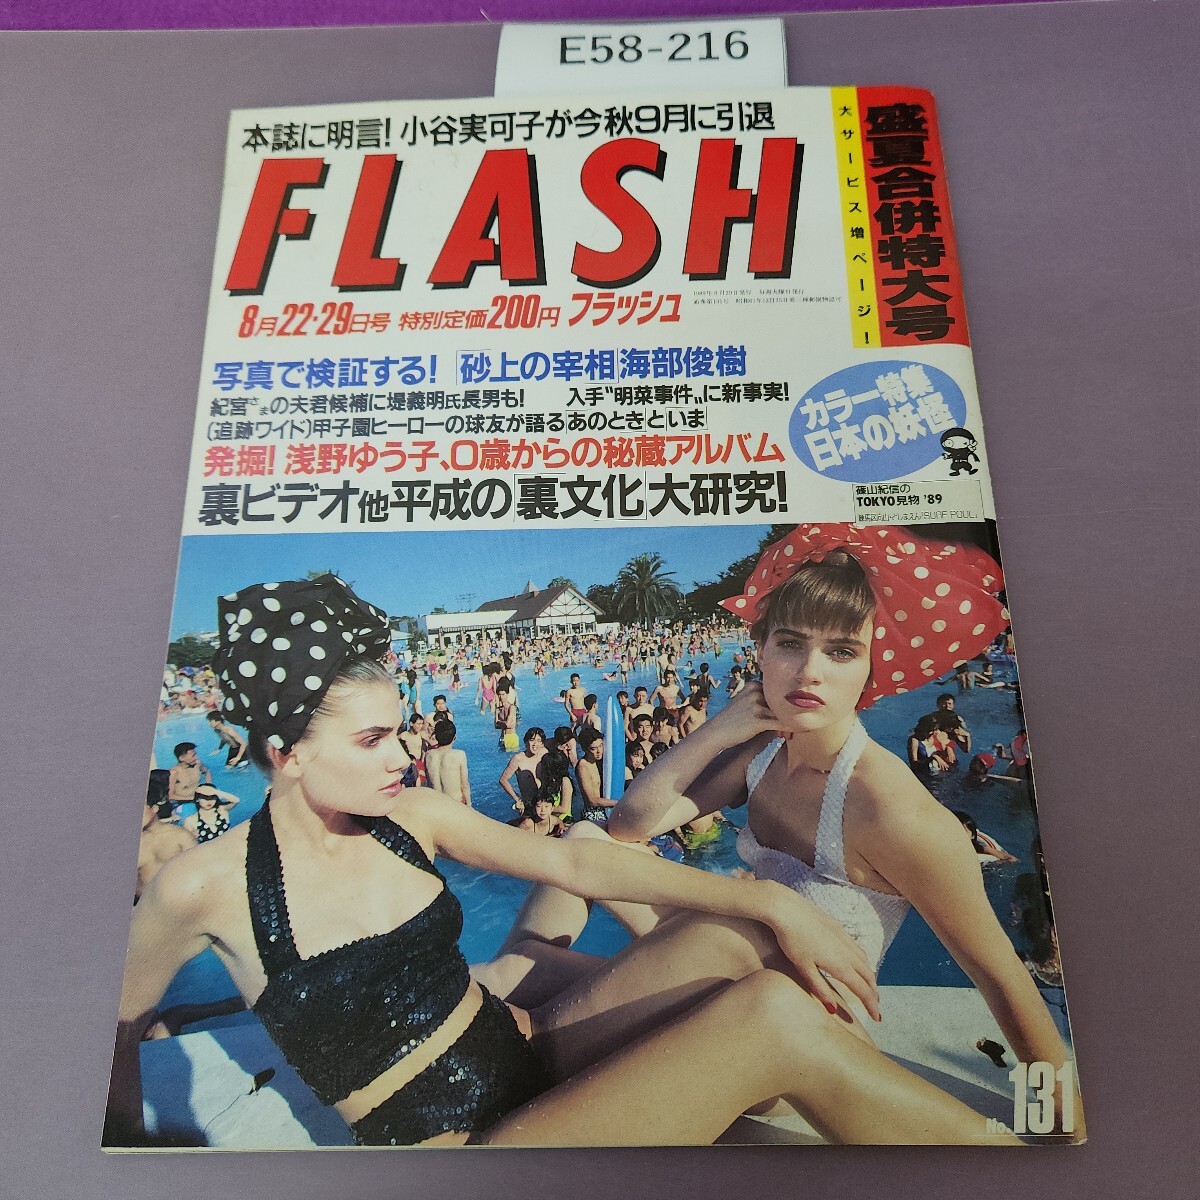 E58-216
本誌に明言!小谷実可子が今秋9月に引退
FLASH
8月22・29日号 特別定価200円 フラッシュ
盛夏合併特大号
大サービス増ページ!
写真で検証する!「砂上の宰相」海部俊樹
紀宮さまの夫君候補に堤義明氏長男も! 入手〝明菜事件〟に新事実!
〔追跡ワイド〕甲子園ヒーローの球友が語る「あのときといま」
発掘!浅野ゆう子、0歳からの秘蔵アルバム
裏ビデオ他平成の「裏文化」大研究!
カラー特集
日本の妖怪
篠山紀信の
TOKYO見物 '89
No.131